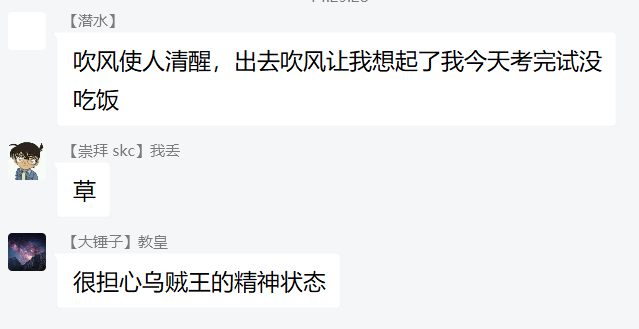 【潜水】
吹风使人清醒，出去吹风让我想起了我今天考完试没
吃饭
【崇拜 skc】我丢
草
【大锤子】教皇
很担心乌贼王的精神状态